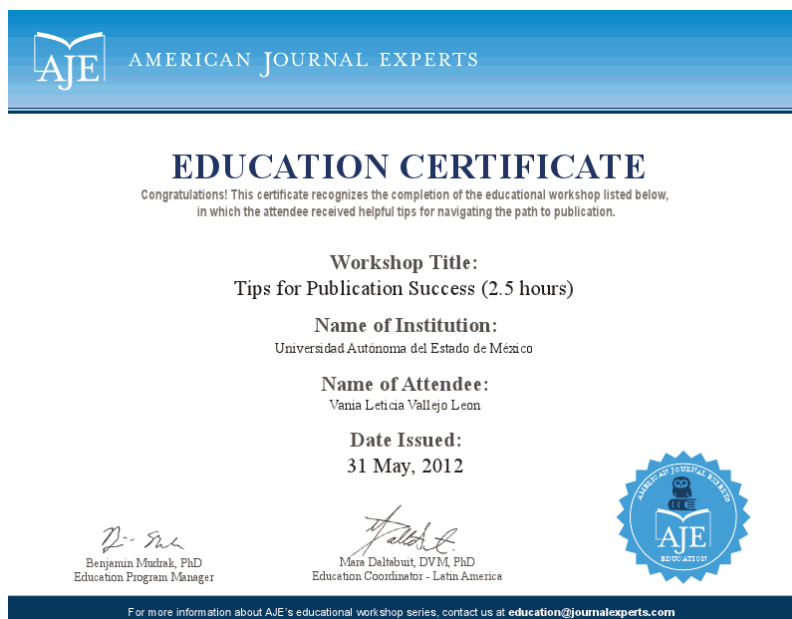 AJE AMERICAN JOURNAL EXPERTS
EDUCATION CERTIFICATE
Congratulations! This certificate recognizes the completion of the educational workshop listed below,
in which the attendee received helpful tips for navigating the path to publication.
Workshop Title:
Tips for Publication Success (2.5 hours)
Name of Institution:
Universidad Autónoma del Estado de México
Name of Attendee:
Vania Leticia Vallejo Leon
Date Issued:
31 May, 2012
AMERICAN JOURNAL EXPERTS
AJE
EDUCATION
Benjamin Mudrak, PhD
Education Program Manager
Mara Daltabuit, DVM, PhD
Education Coordinator - Latin America
For more information about AJE's educational workshop series, contact us at education@journalexperts.com